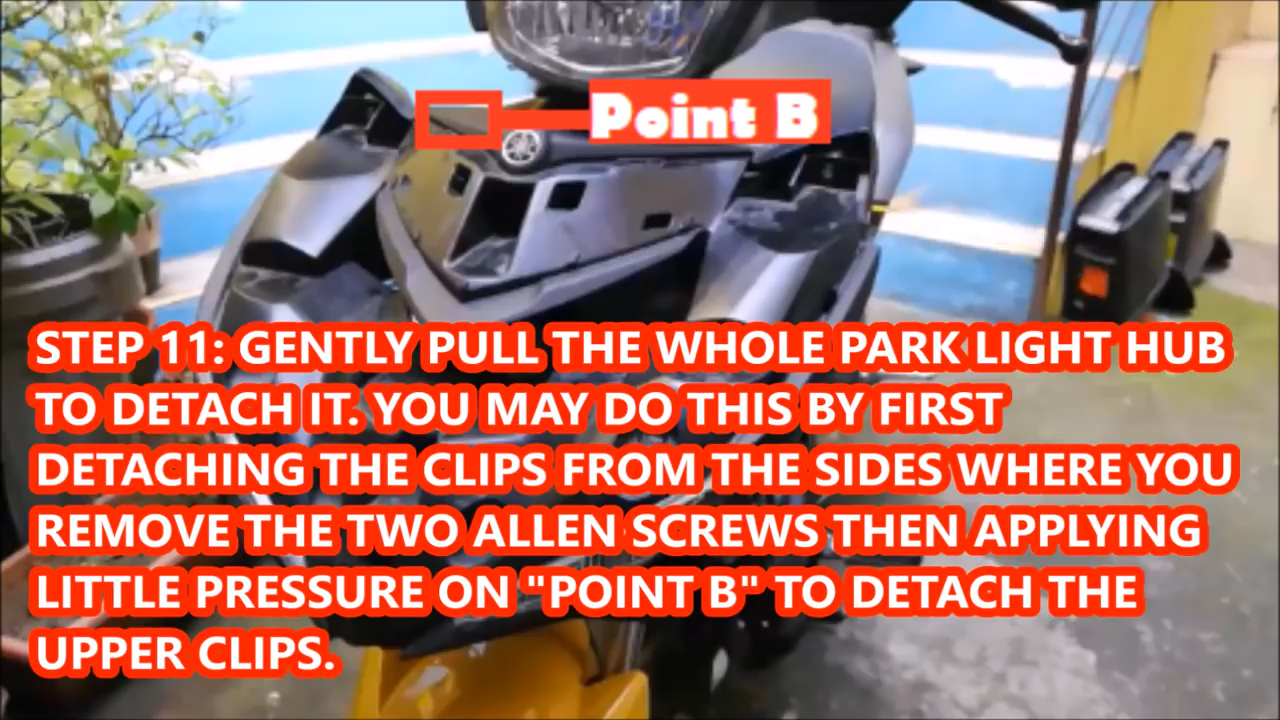 Point B
STEP 11: GENTLY PULL THE WHOLE PARK LIGHT HUB
TO DETACH IT. YOU MAY DO THIS BY FIRST
DETACHING THE CLIPS FROM THE SIDES WHERE YOU
REMOVE THE TWO ALLEN SCREWS THEN APPLYING
LITTLE PRESSURE ON "POINT B" TO DETACH THE
UPPER CLIPS.